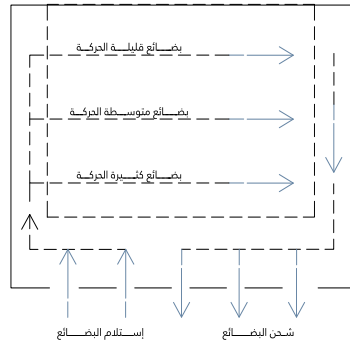 بضائع قليلة الحركة
بضائع متوسطة الحركة
بضائع كثيرة الحركة
إستلام البضائع
شحن البضائع